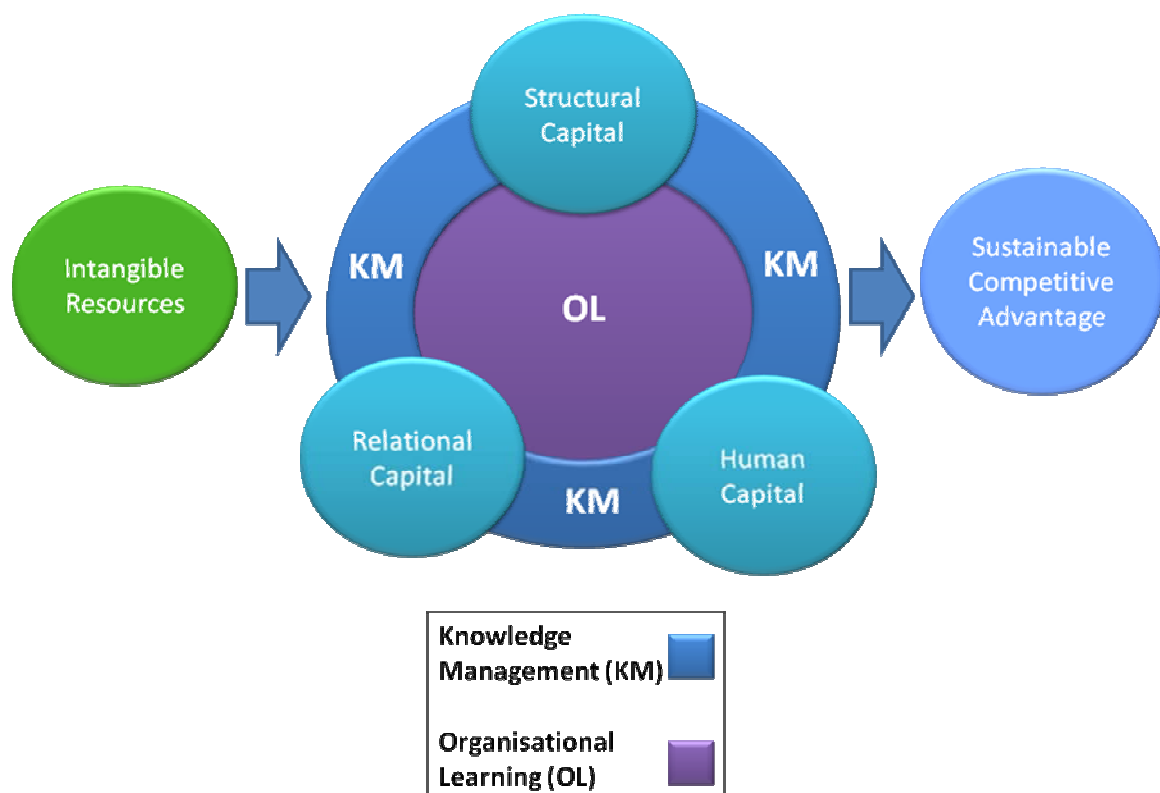 Structural
Capital
Intangible
Resources
KM
KM
OL
Sustainable
Competitive
Advantage
Relational
Capital
Human
Capital
KM
Knowledge
Management (KM)
Organisational
Learning (OL)